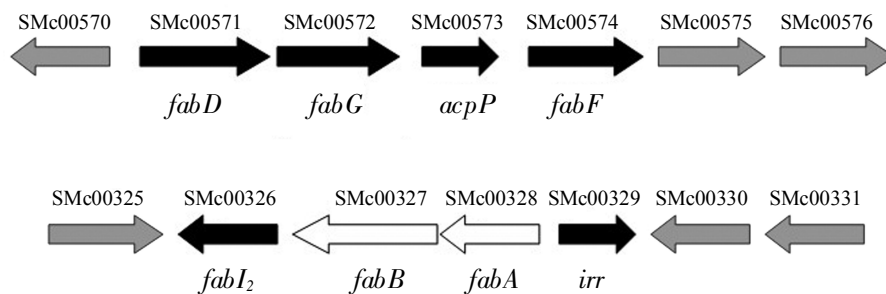 SMc00570 SMc00571 SMc00572 SMc00573 SMc00574 SMc00575 SMc00576
fabD fabG acpP fabF
SMc00325 SMc00326 SMc00327 SMc00328 SMc00329 SMc00330 SMc00331
fabI₂ fabB fabA irr